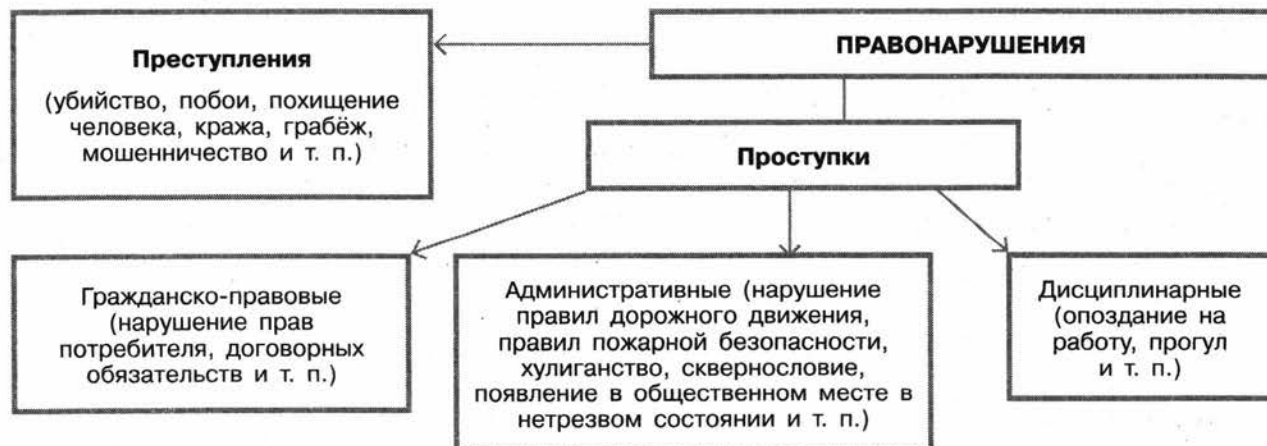 ПРАВОНАРУШЕНИЯ
Преступления
(убийство, побои, похищение
человека, кража, грабёж,
мошенничество и т. п.)
Проступки
Гражданско-правовые
(нарушение прав
потребителя, договорных
обязательств и т. п.)
Административные (нарушение
правил дорожного движения,
правил пожарной безопасности,
хулиганство, сквернословие,
появление в общественном месте в
нетрезвом состоянии и т. п.)
Дисциплинарные
(опоздание на
работу, прогул
и т. п.)